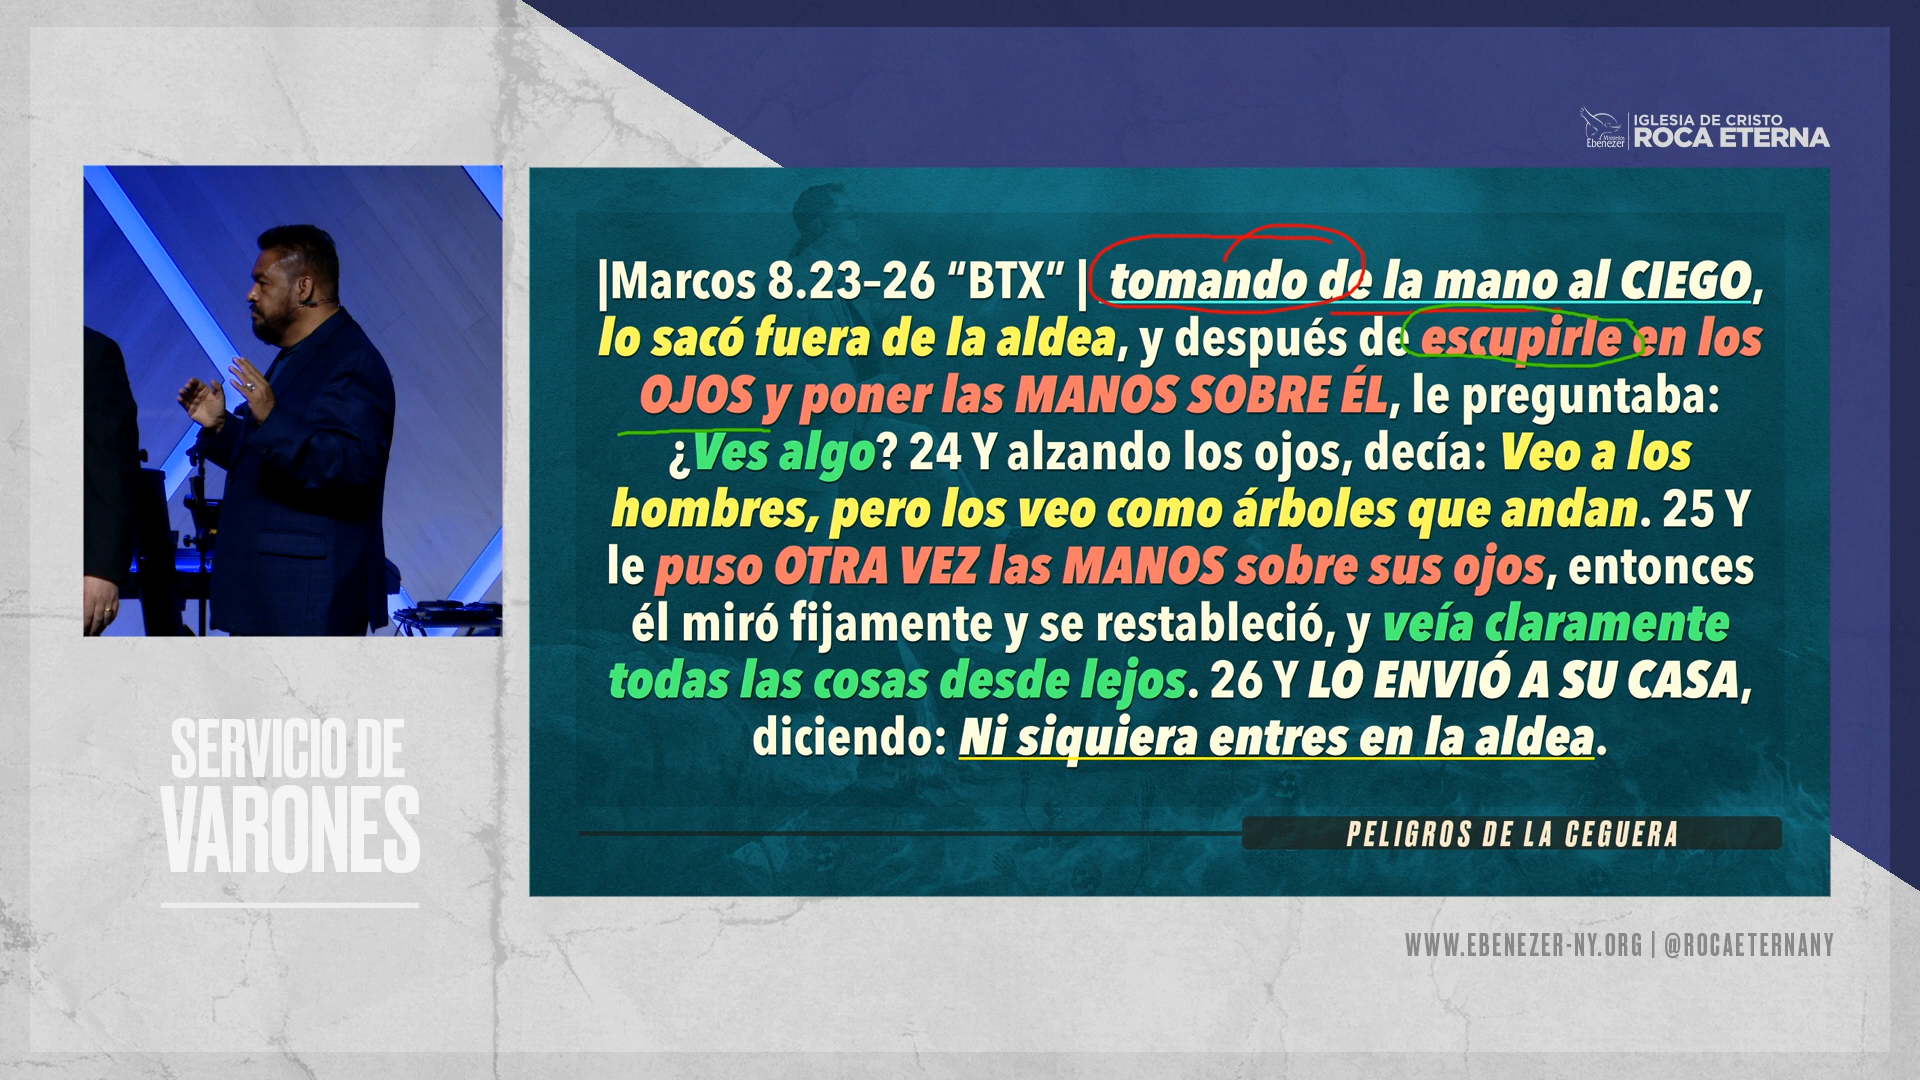 Ministerios
Ebenezer
IGLESIA DE CRISTO
ROCA ETERNA
|Marcos 8.23–26 “BTX” | tomando de la mano al CIEGO,
lo sacó fuera de la aldea, y después de escupirle en los
OJOS y poner las MANOS SOBRE ÉL, le preguntaba:
¿Ves algo? 24 Y alzando los ojos, decía: Veo a los
hombres, pero los veo como árboles que andan. 25 Y
le puso OTRA VEZ las MANOS sobre sus ojos, entonces
él miró fijamente y se restableció, y veía claramente
todas las cosas desde lejos. 26 Y LO ENVIÓ A SU CASA,
diciendo: Ni siquiera entres en la aldea.
PELIGROS DE LA CEGUERA
SERVICIO DE
VARONES
WWW.EBENEZER-NY.ORG | @ROCAETERNANY